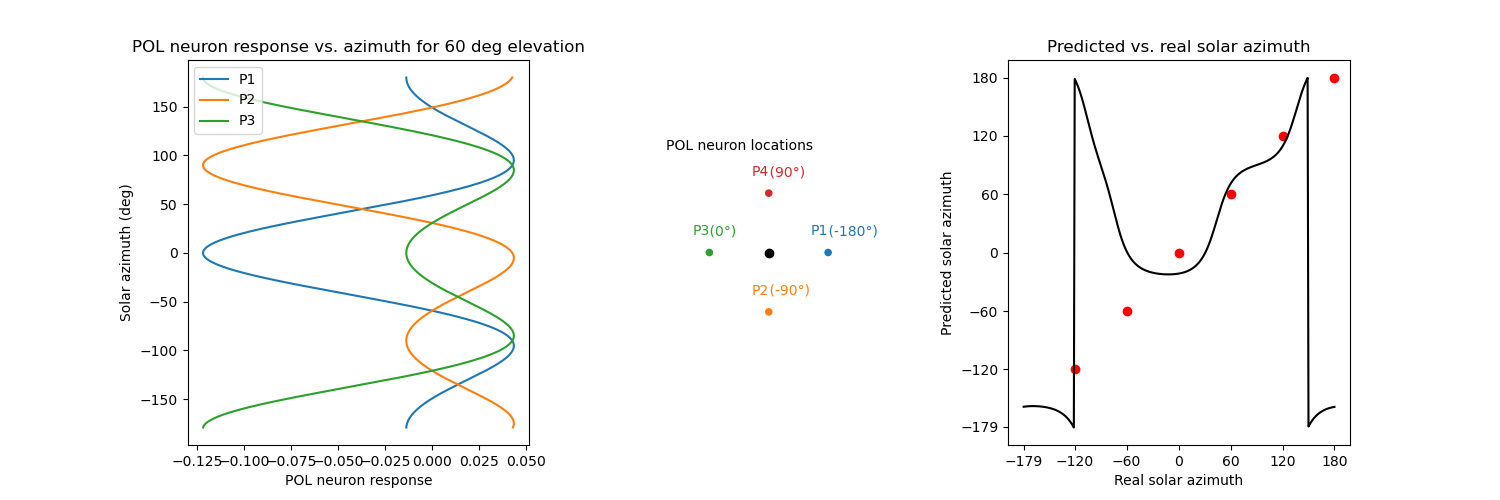 POL neuron response vs. azimuth for 60 deg elevation
P1
P2
P3
150
100
50
0
−50
−100
−150
Solar azimuth (deg)
−0.125
−0.100
−0.075
−0.050
−0.025
0.000
0.025
0.050
POL neuron response
POL neuron locations
P4(90°)
P3(0°)
P1(-180°)
P2(-90°)
Predicted vs. real solar azimuth
180
120
60
0
−60
−120
−179
Predicted solar azimuth
−179
−120
−60
0
60
120
180
Real solar azimuth